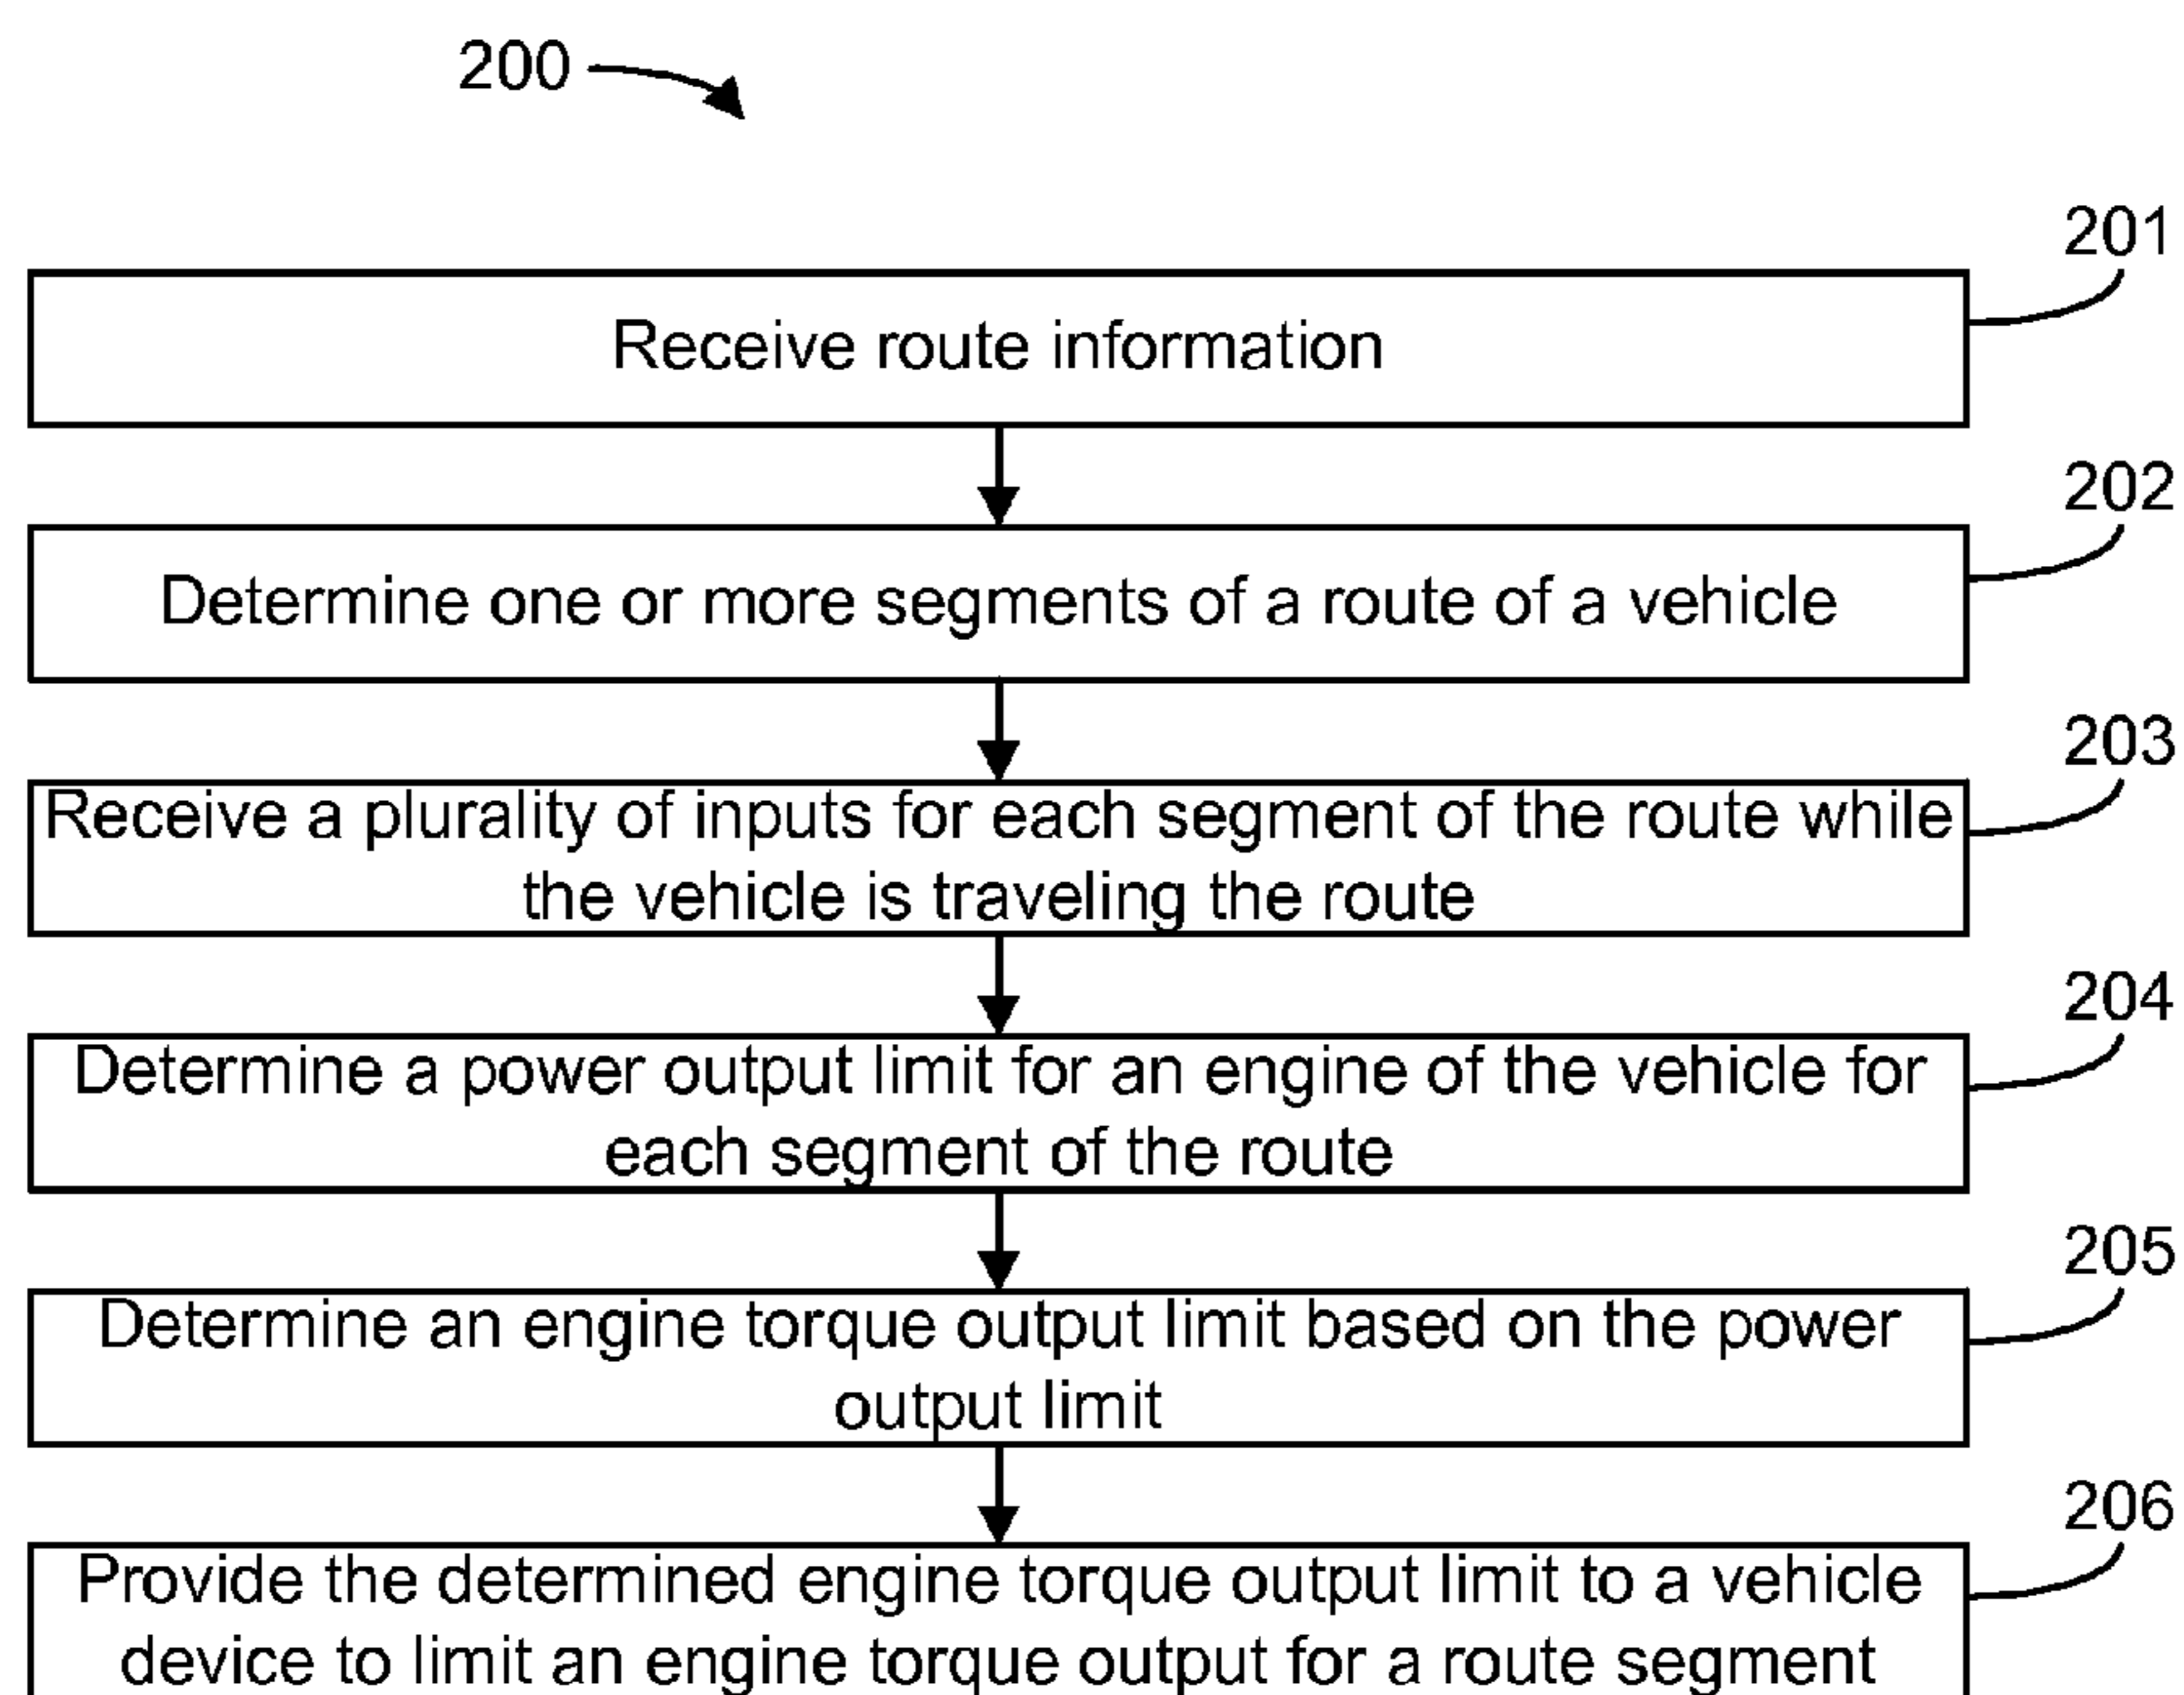 200
201
Receive route information
202
Determine one or more segments of a route of a vehicle
203
Receive a plurality of inputs for each segment of the route while
the vehicle is traveling the route
204
Determine a power output limit for an engine of the vehicle for
each segment of the route
205
Determine an engine torque output limit based on the power
output limit
206
Provide the determined engine torque output limit to a vehicle
device to limit an engine torque output for a route segment